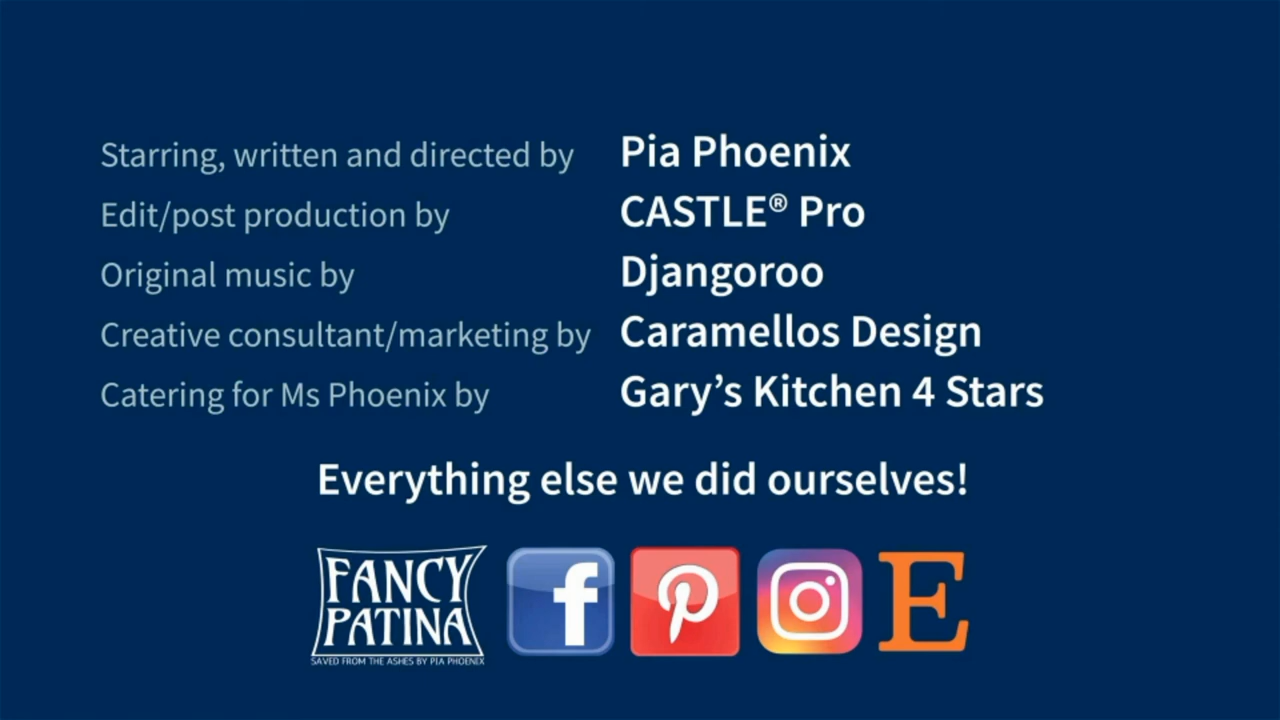 Starring, written and directed by Pia Phoenix
Edit/post production by CASTLE® Pro
Original music by Djangoroo
Creative consultant/marketing by Caramellos Design
Catering for Ms Phoenix by Gary’s Kitchen 4 Stars
Everything else we did ourselves!
FANCY
PATINA
SAVED FROM THE ASHES BY PIA PHOENIX
f
E